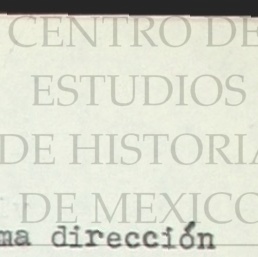 CENTRO DE
ESTUDIOS
DE HISTORIA
DE MEXICO
ma dirección